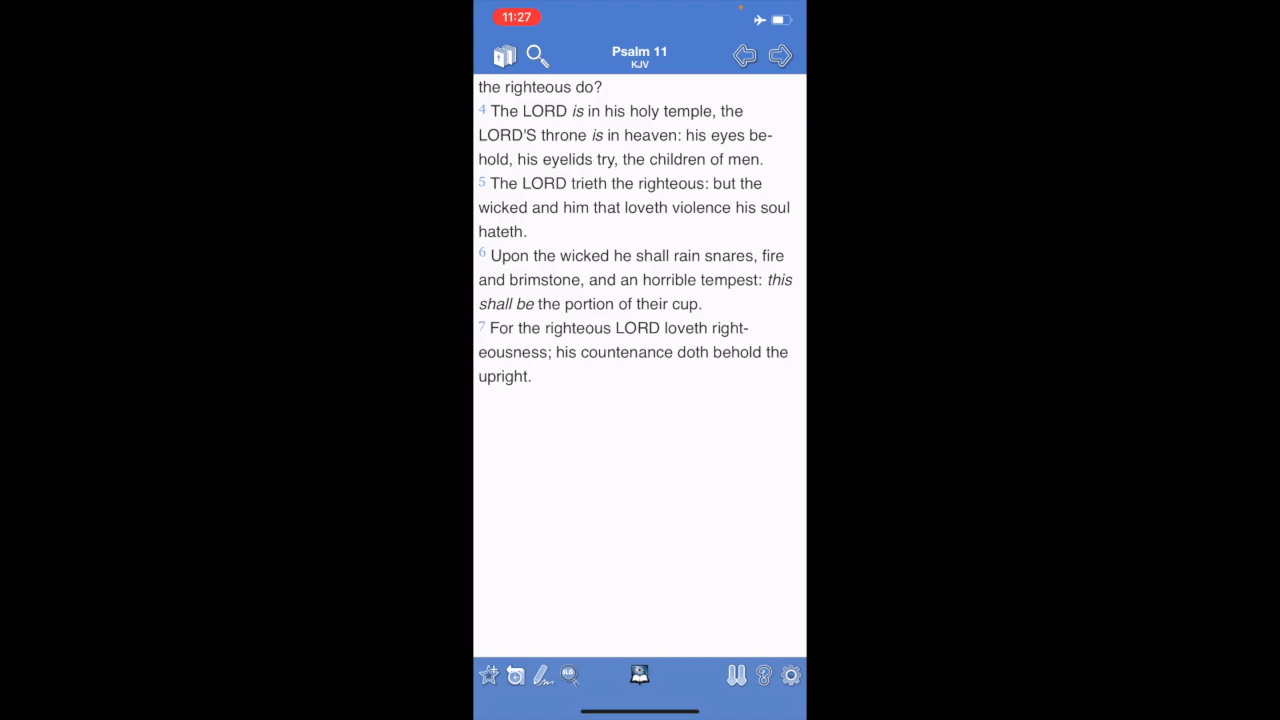 11:27
Psalm 11
KJV
the righteous do?
4 The LORD is in his holy temple, the
LORD'S throne is in heaven: his eyes be-
hold, his eyelids try, the children of men.
5 The LORD trieth the righteous: but the
wicked and him that loveth violence his soul
hateth.
6 Upon the wicked he shall rain snares, fire
and brimstone, and an horrible tempest: this
shall be the portion of their cup.
7 For the righteous LORD loveth right-
eousness; his countenance doth behold the
upright.